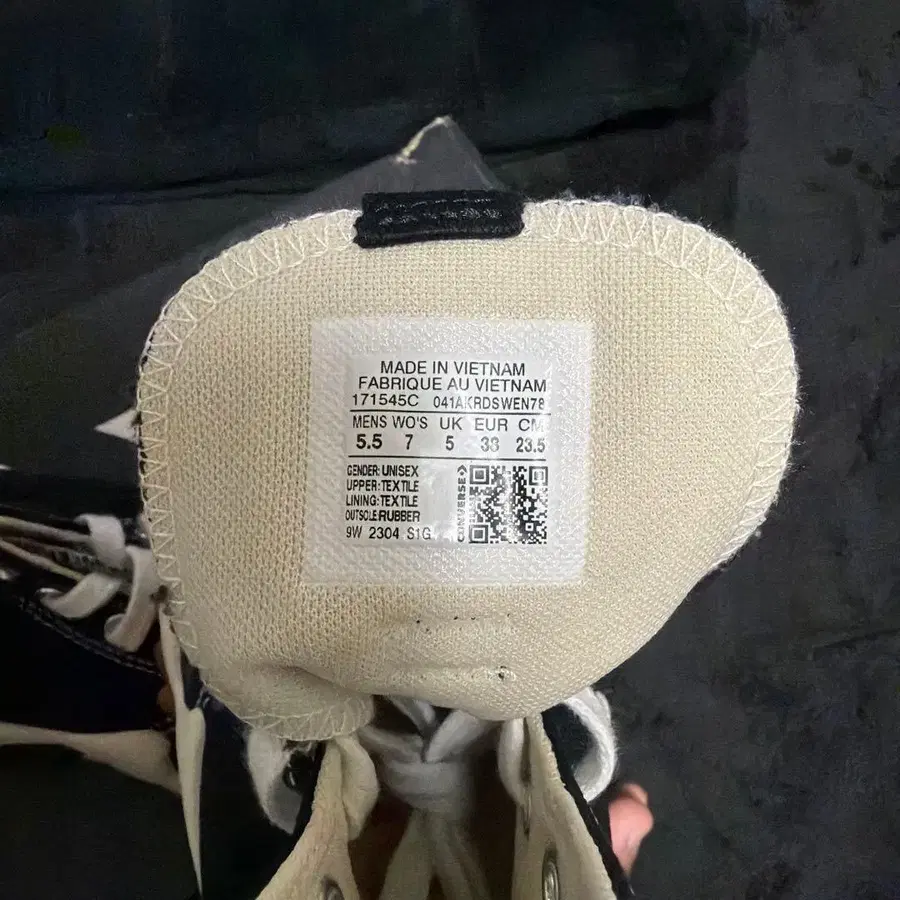 MADE IN VIETNAM
FABRIQUE AU VIETNAM
171545C 041AKRDSWEN78
MENS WO'S UK EUR CM
5.5 7 5 38 23.5
GENDER: UNISEX
UPPER: TEXTILE
LINING: TEXTILE
OUTSOLE:RUBBER
9W 2304 S1G
CONVERSE